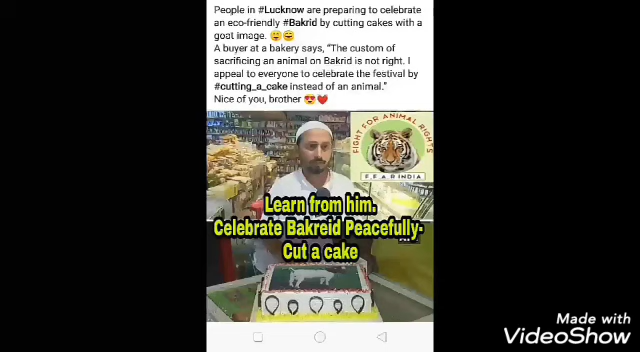 People in #Lucknow are preparing to celebrate
an eco-friendly #Bakrid by cutting cakes with a
goat image. 😀😄
A buyer at a bakery says, "The custom of
sacrificing an animal on Bakrid is not right. I
appeal to everyone to celebrate the festival by
#cutting_a_cake instead of an animal."
Nice of you, brother 😍❤️
FIGHT FOR ANIMAL RIGHTS
F.F.A.R INDIA
Learn from him.
Celebrate Bakreid Peacefully-
Cut a cake
Made with
VideoShow